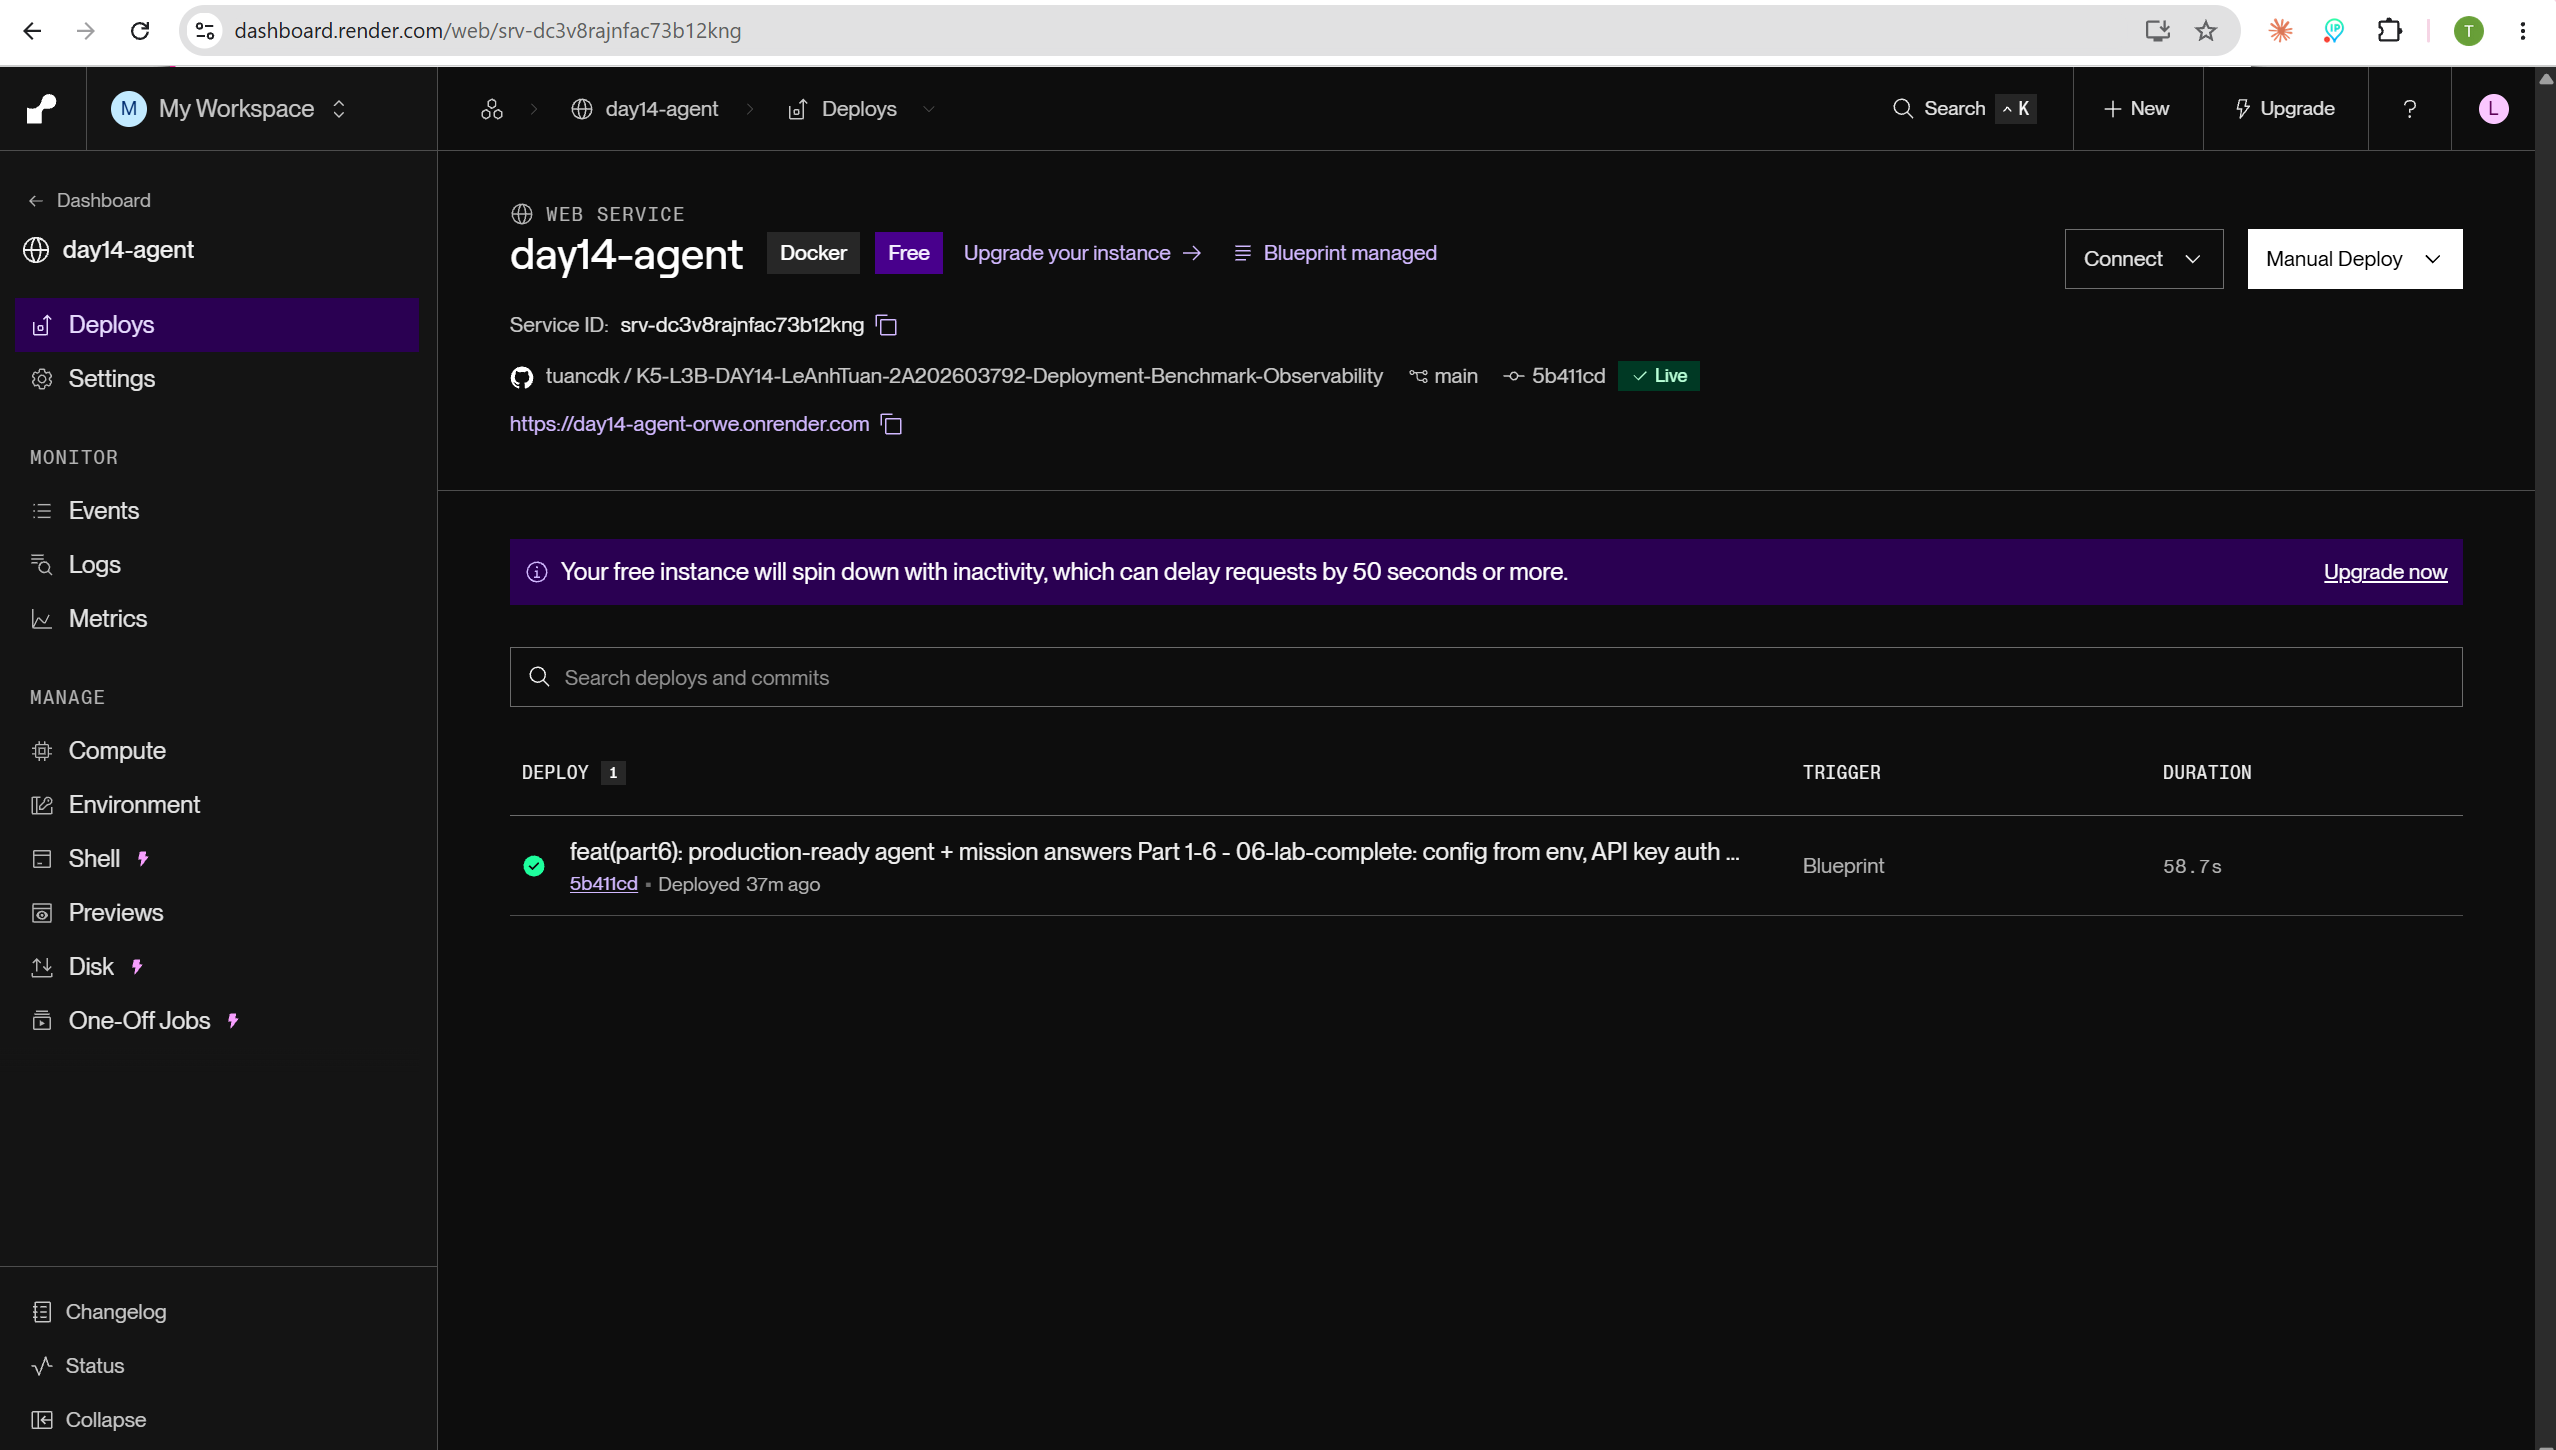 dashboard.render.com/web/srv-dc3v8rajnfac73b12kng
T
M My Workspace
day14-agent
Deploys
Search ^ K
+ New
Upgrade
?
L
← Dashboard
day14-agent
Deploys
Settings
MONITOR
Events
Logs
Metrics
MANAGE
Compute
Environment
Shell
Previews
Disk
One-Off Jobs
Changelog
Status
Collapse
WEB SERVICE
day14-agent Docker Free Upgrade your instance → Blueprint managed
Connect
Manual Deploy
Service ID: srv-dc3v8rajnfac73b12kng
tuancdk / K5-L3B-DAY14-LeAnhTuan-2A202603792-Deployment-Benchmark-Observability main 5b411cd ✓ Live
https://day14-agent-orwe.onrender.com
Your free instance will spin down with inactivity, which can delay requests by 50 seconds or more. Upgrade now
Search deploys and commits
DEPLOY 1 TRIGGER DURATION
feat(part6): production-ready agent + mission answers Part 1-6 - 06-lab-complete: config from env, API key auth ...
5b411cd ▪ Deployed 37m ago
Blueprint
58.7s